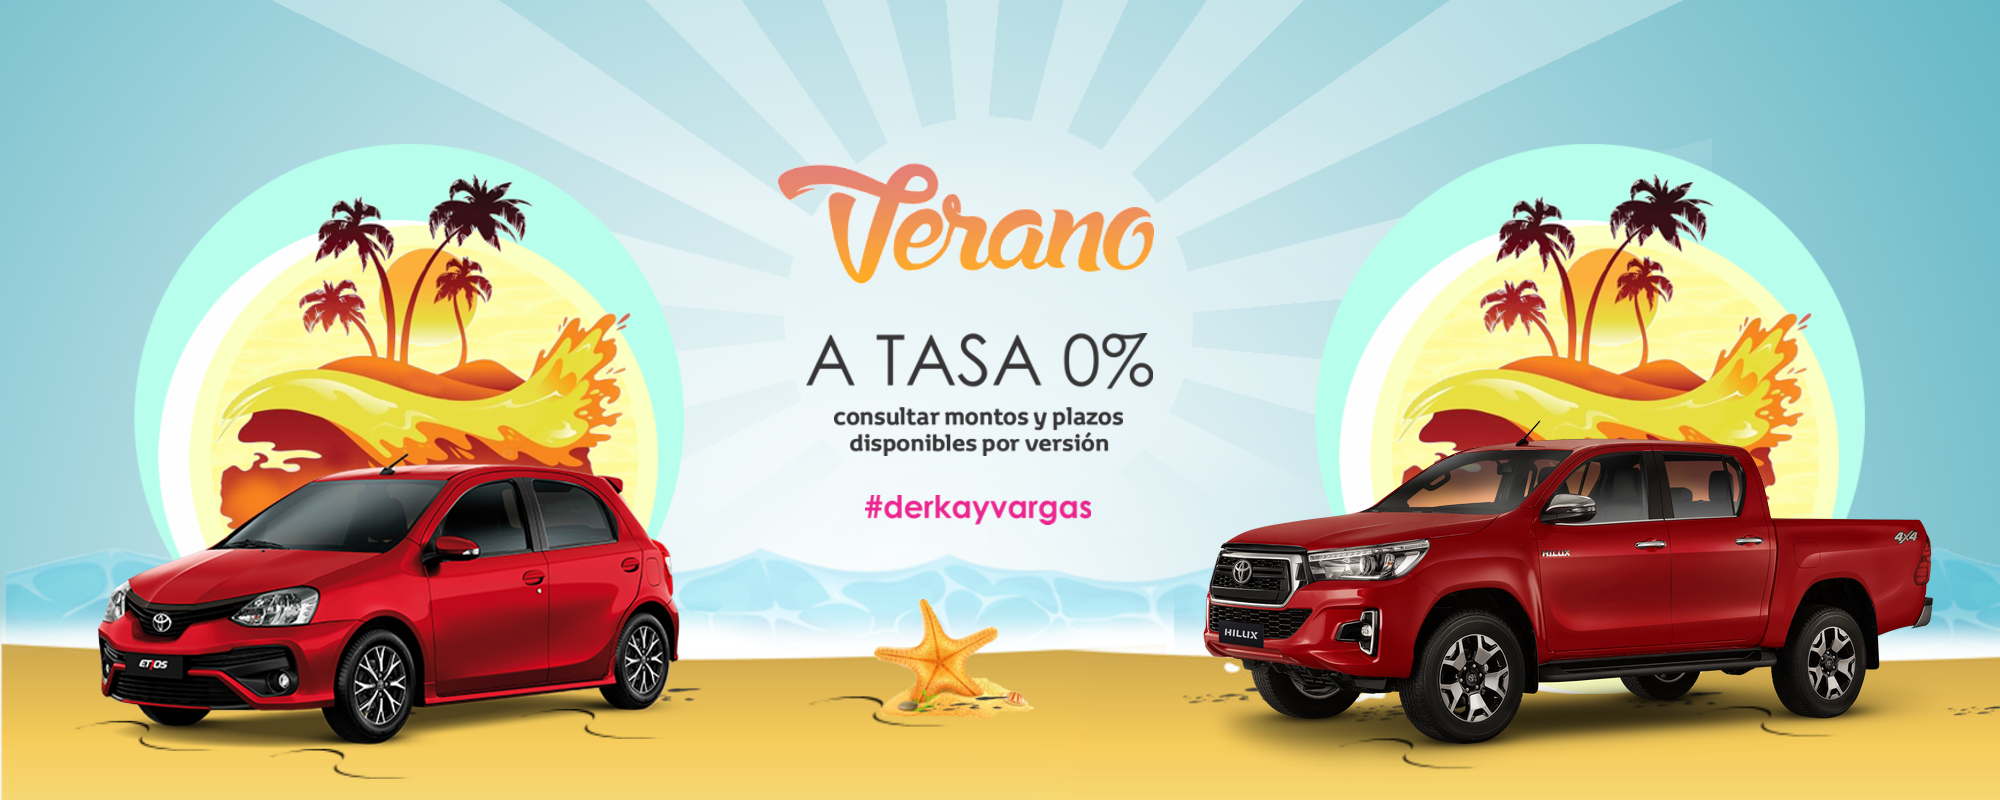 Verano
A TASA 0%
consultar montos y plazos
disponibles por versión
#derkayvargas
ETIOS
HILUX
HILUX
4x4